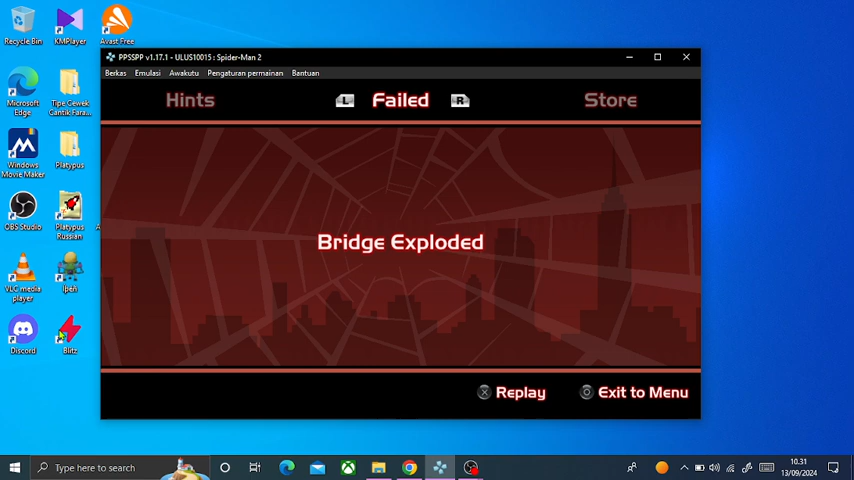 Recycle Bin
KMPlayer
Avast Free
Microsoft
Edge
Tipe Cewek
Cantik Fara...
Windows
Movie Maker
Platypus
OBS Studio
Platypus
Russian
A
VLC media
player
Ipèh
Discord
Blitz
PPSSPP v1.17.1 - ULUS10015 : Spider-Man 2
Berkas Emulasi Awakutu Pengaturan permainan Bantuan
Hints L Failed R Store
Bridge Exploded
Replay Exit to Menu
Type here to search
10.31
13/09/2024